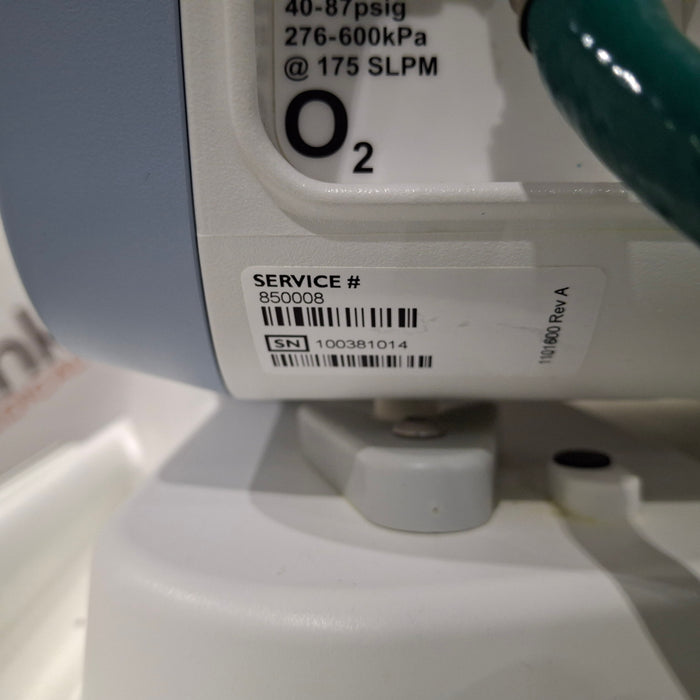 40-87psig
276-600kPa
@ 175 SLPM
O2
SERVICE #
850008
SN 100381014
1101600 Rev A